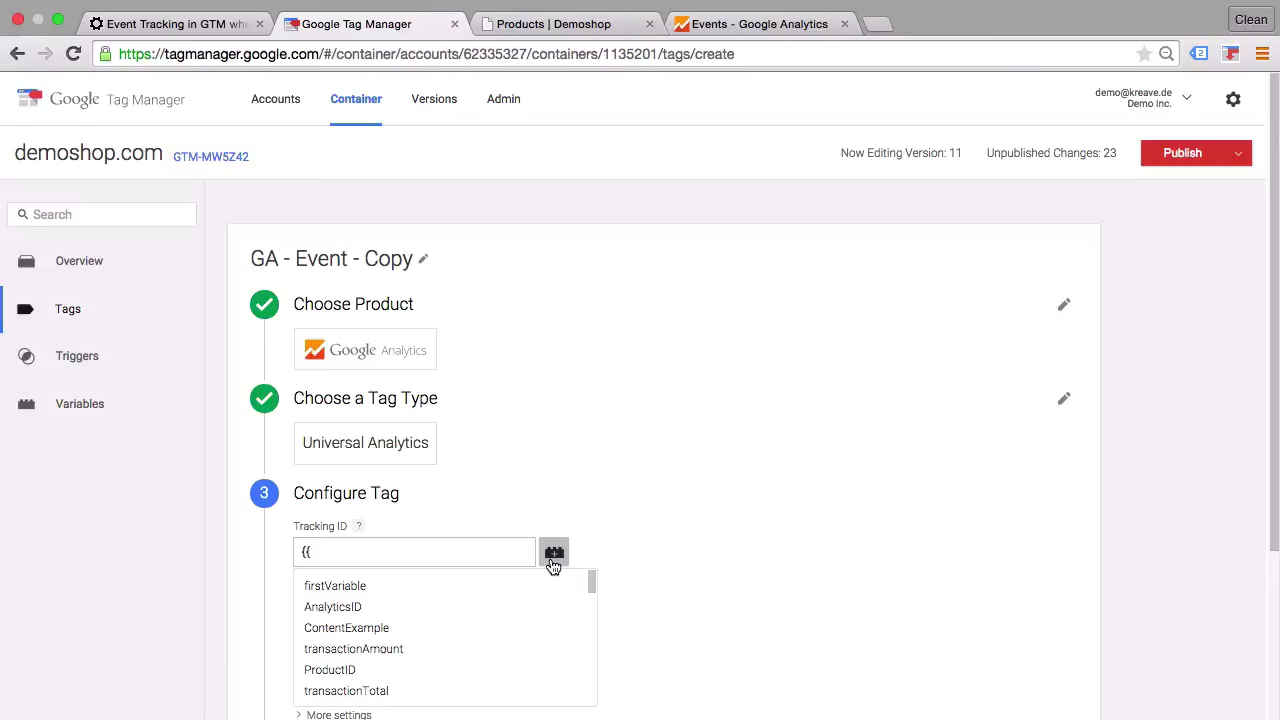 Event Tracking in GTM whe
Google Tag Manager
Products | Demoshop
Events - Google Analytics
Clean
https://tagmanager.google.com/#/container/accounts/62335327/containers/1135201/tags/create
2
Google Tag Manager
Accounts
Container
Versions
Admin
demo@kreave.de
Demo Inc.
demoshop.com GTM-MW5Z42
Now Editing Version: 11
Unpublished Changes: 23
Publish
Search
Overview
Tags
Triggers
Variables
GA - Event - Copy
Choose Product
Google Analytics
Choose a Tag Type
Universal Analytics
3 Configure Tag
Tracking ID ?
{{
firstVariable
AnalyticsID
ContentExample
transactionAmount
ProductID
transactionTotal
More settings